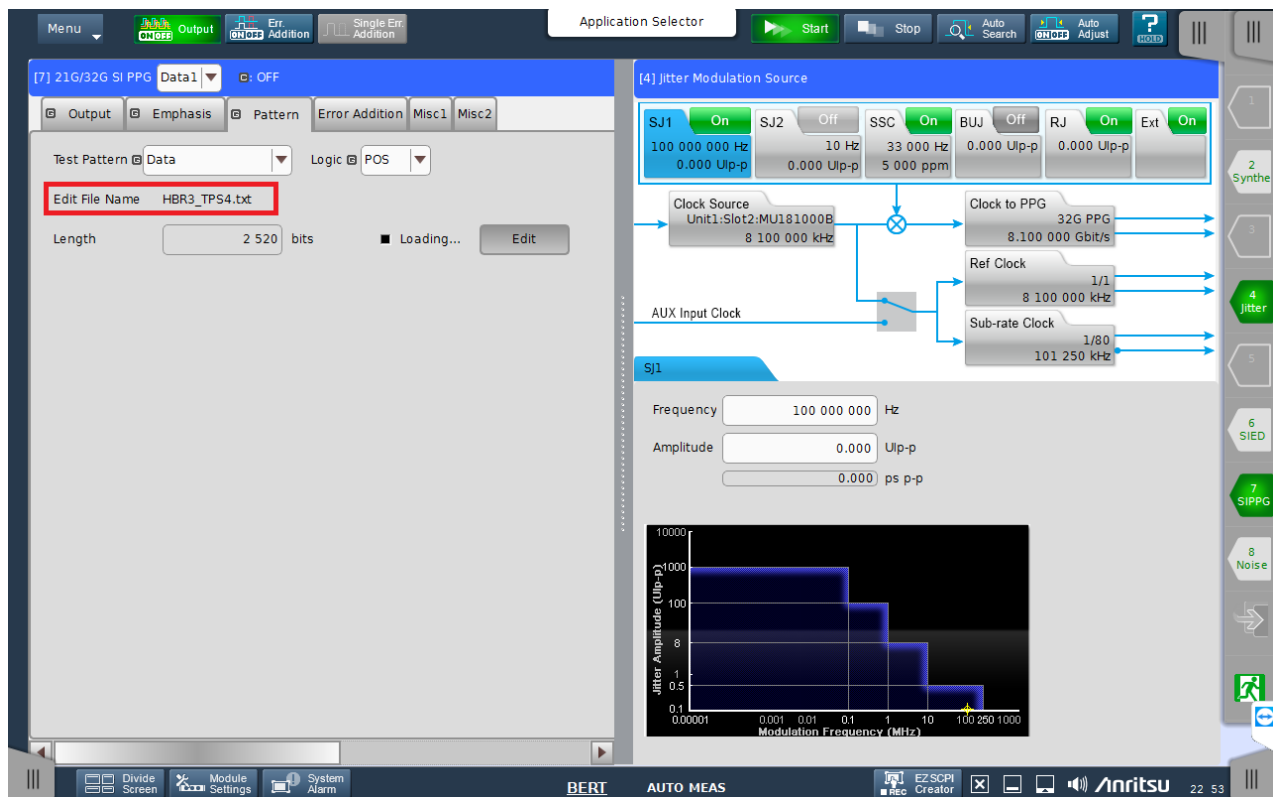 Menu
ON|OFF Output
ON|OFF Err. Addition
Single Err. Addition
Application Selector
Start
Stop
Auto Search
ON|OFF Auto Adjust
? HOLD
[7] 21G/32G SI PPG Data1 C: OFF
C Output C Emphasis C Pattern Error Addition Misc1 Misc2
Test Pattern C Data Logic C POS
Edit File Name HBR3_TPS4.txt
Length 2 520 bits Loading... Edit
[4] Jitter Modulation Source
SJ1 On SJ2 Off SSC On BUJ Off RJ On Ext On
100 000 000 Hz 10 Hz 33 000 Hz 0.000 UIp-p 0.000 UIp-p
0.000 UIp-p 0.000 UIp-p 5 000 ppm
Clock Source
Unit1:Slot2:MU181000B
8 100 000 kHz
Clock to PPG
32G PPG
8.100 000 Gbit/s
Ref Clock
1/1
8 100 000 kHz
AUX Input Clock
Sub-rate Clock
1/80
101 250 kHz
SJ1
Frequency 100 000 000 Hz
Amplitude 0.000 UIp-p
0.000 ps p-p
Jitter Amplitude (UIp-p)
10000
1000
100
8
1
0.5
0.1
0.00001 0.001 0.01 0.1 1 10 100 250 1000
Modulation Frequency (MHz)
1
2 Synthe
3
4 Jitter
5
6 SIED
7 SIPPG
8 Noise
Divide Screen
Module Settings
System Alarm
BERT
AUTO MEAS
REC EZ SCPI Creator
Anritsu
22 53